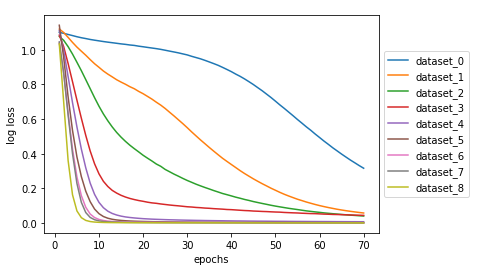 log loss
1.0
0.8
0.6
0.4
0.2
0.0
0 10 20 30 40 50 60 70
epochs
dataset_0
dataset_1
dataset_2
dataset_3
dataset_4
dataset_5
dataset_6
dataset_7
dataset_8